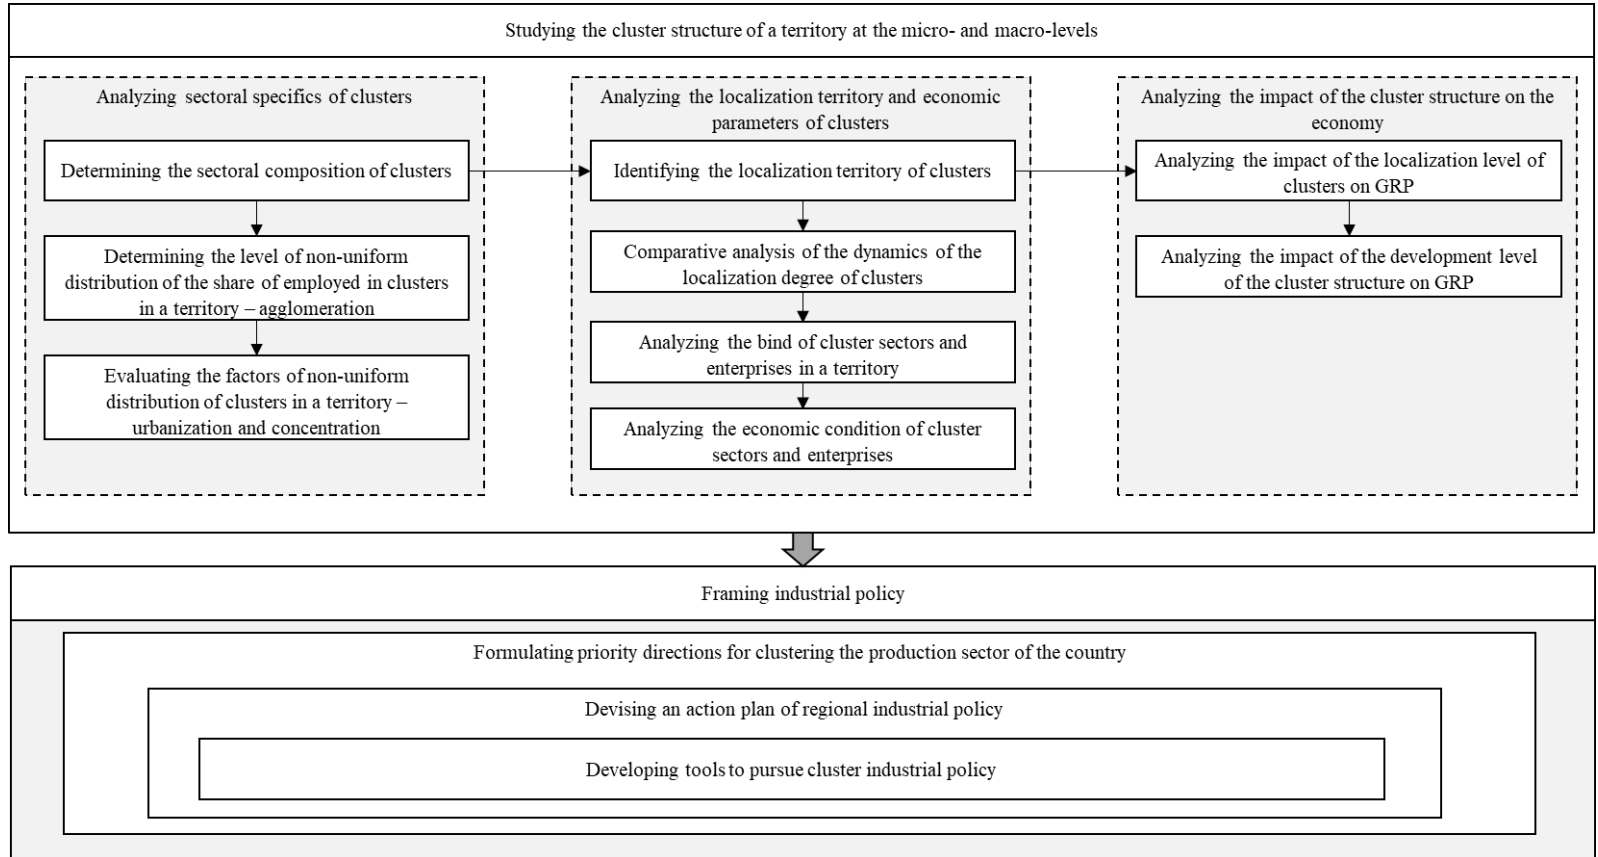 Studying the cluster structure of a territory at the micro- and macro-levels
Analyzing sectoral specifics of clusters
Determining the sectoral composition of clusters
Determining the level of non-uniform
distribution of the share of employed in clusters
in a territory – agglomeration
Evaluating the factors of non-uniform
distribution of clusters in a territory –
urbanization and concentration
Analyzing the localization territory and economic
parameters of clusters
Identifying the localization territory of clusters
Comparative analysis of the dynamics of the
localization degree of clusters
Analyzing the bind of cluster sectors and
enterprises in a territory
Analyzing the economic condition of cluster
sectors and enterprises
Analyzing the impact of the cluster structure on the
economy
Analyzing the impact of the localization level of
clusters on GRP
Analyzing the impact of the development level
of the cluster structure on GRP
Framing industrial policy
Formulating priority directions for clustering the production sector of the country
Devising an action plan of regional industrial policy
Developing tools to pursue cluster industrial policy